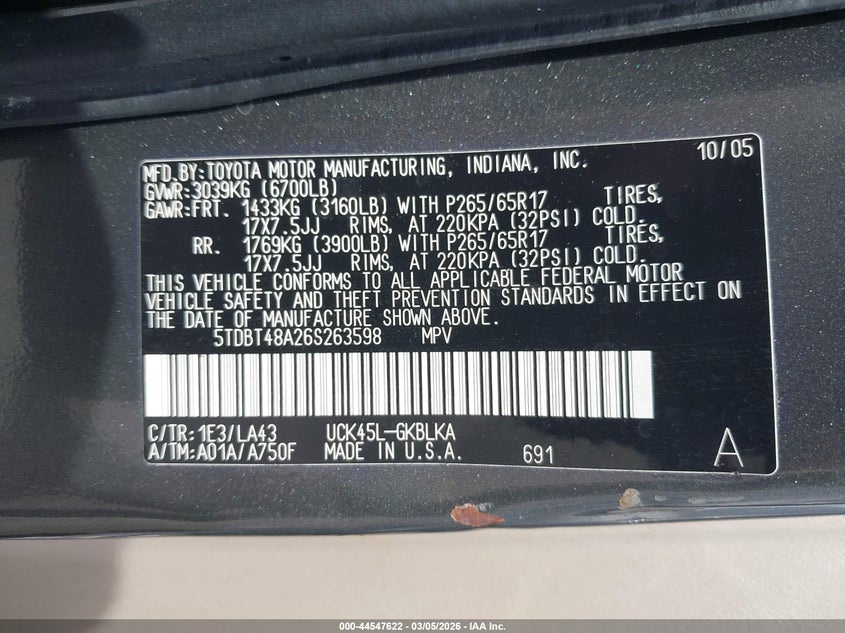 MFD.BY:TOYOTA MOTOR MANUFACTURING, INDIANA, INC. 10/05
GVWR:3039KG (6700LB)
GAWR:FRT. 1433KG (3160LB) WITH P265/65R17 TIRES,
17X7.5JJ RIMS, AT 220KPA (32PSI) COLD.
RR. 1769KG (3900LB) WITH P265/65R17 TIRES,
17X7.5JJ RIMS, AT 220KPA (32PSI) COLD.
THIS VEHICLE CONFORMS TO ALL APPLICABLE FEDERAL MOTOR
VEHICLE SAFETY AND THEFT PREVENTION STANDARDS IN EFFECT ON
THE DATE OF MANUFACTURE SHOWN ABOVE.
5TDBT48A26S263598 MPV
C/TR:1E3/LA43 UCK45L-GKBLKA
A/TM:A01A/A750F MADE IN U.S.A. 691 A
000-44547622 - 03/05/2026 - IAA Inc.